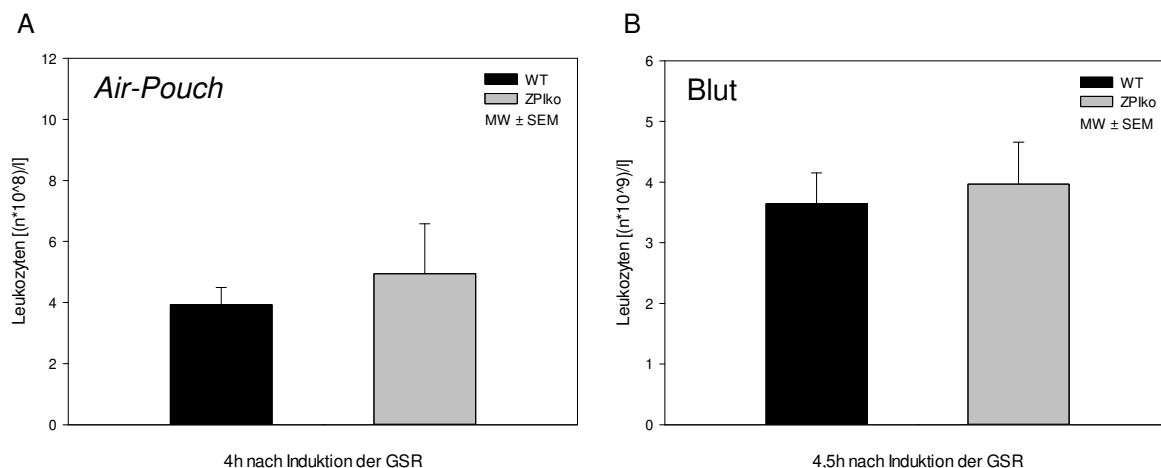 A
Air-Pouch
WT
ZPIko
MW ± SEM
12
10
8
6
4
2
0
Leukozyten [(n*10^8)/l]
4h nach Induktion der GSR
B
Blut
WT
ZPIko
MW ± SEM
6
5
4
3
2
1
0
Leukozyten [(n*10^9)/l]
4,5h nach Induktion der GSR